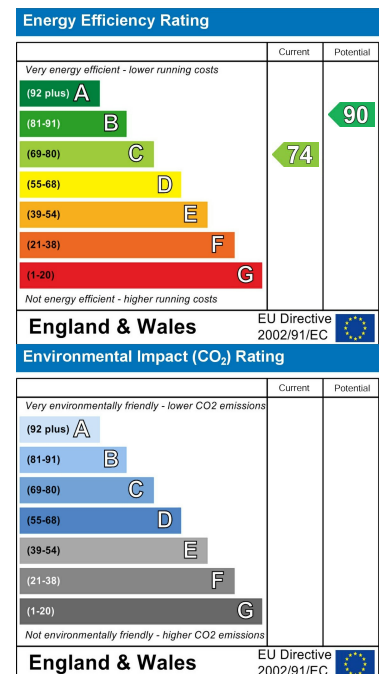 Energy Efficiency Rating
Current Potential
Very energy efficient - lower running costs
(92 plus) A
(81-91) B
90
(69-80) C
74
(55-68) D
(39-54) E
(21-38) F
(1-20) G
Not energy efficient - higher running costs
England & Wales
EU Directive
2002/91/EC
Environmental Impact (CO₂) Rating
Current Potential
Very environmentally friendly - lower CO2 emissions
(92 plus) A
(81-91) B
(69-80) C
(55-68) D
(39-54) E
(21-38) F
(1-20) G
Not environmentally friendly - higher CO2 emissions
England & Wales
EU Directive
2002/91/EC